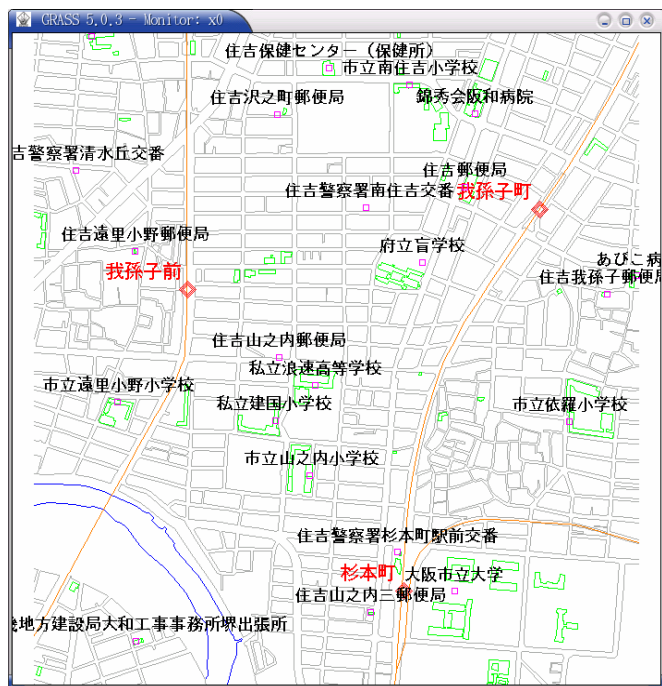 GRASS 5.0.3 - Monitor: x0
住吉保健センター（保健所）
市立南住吉小学校
住吉沢之町郵便局
錦秀会阪和病院
吉警察署清水丘交番
住吉郵便局
住吉警察署南住吉交番
我孫子町
住吉遠里小野郵便局
府立盲学校
我孫子前
あびこ病
住吉我孫子郵便局
住吉山之内郵便局
私立浪速高等学校
市立遠里小野小学校
私立建国小学校
市立依羅小学校
市立山之内小学校
住吉警察署杉本町駅前交番
杉本町
大阪市立大学
住吉山之内三郵便局
幾地方建設局大和工事事務所堺出張所